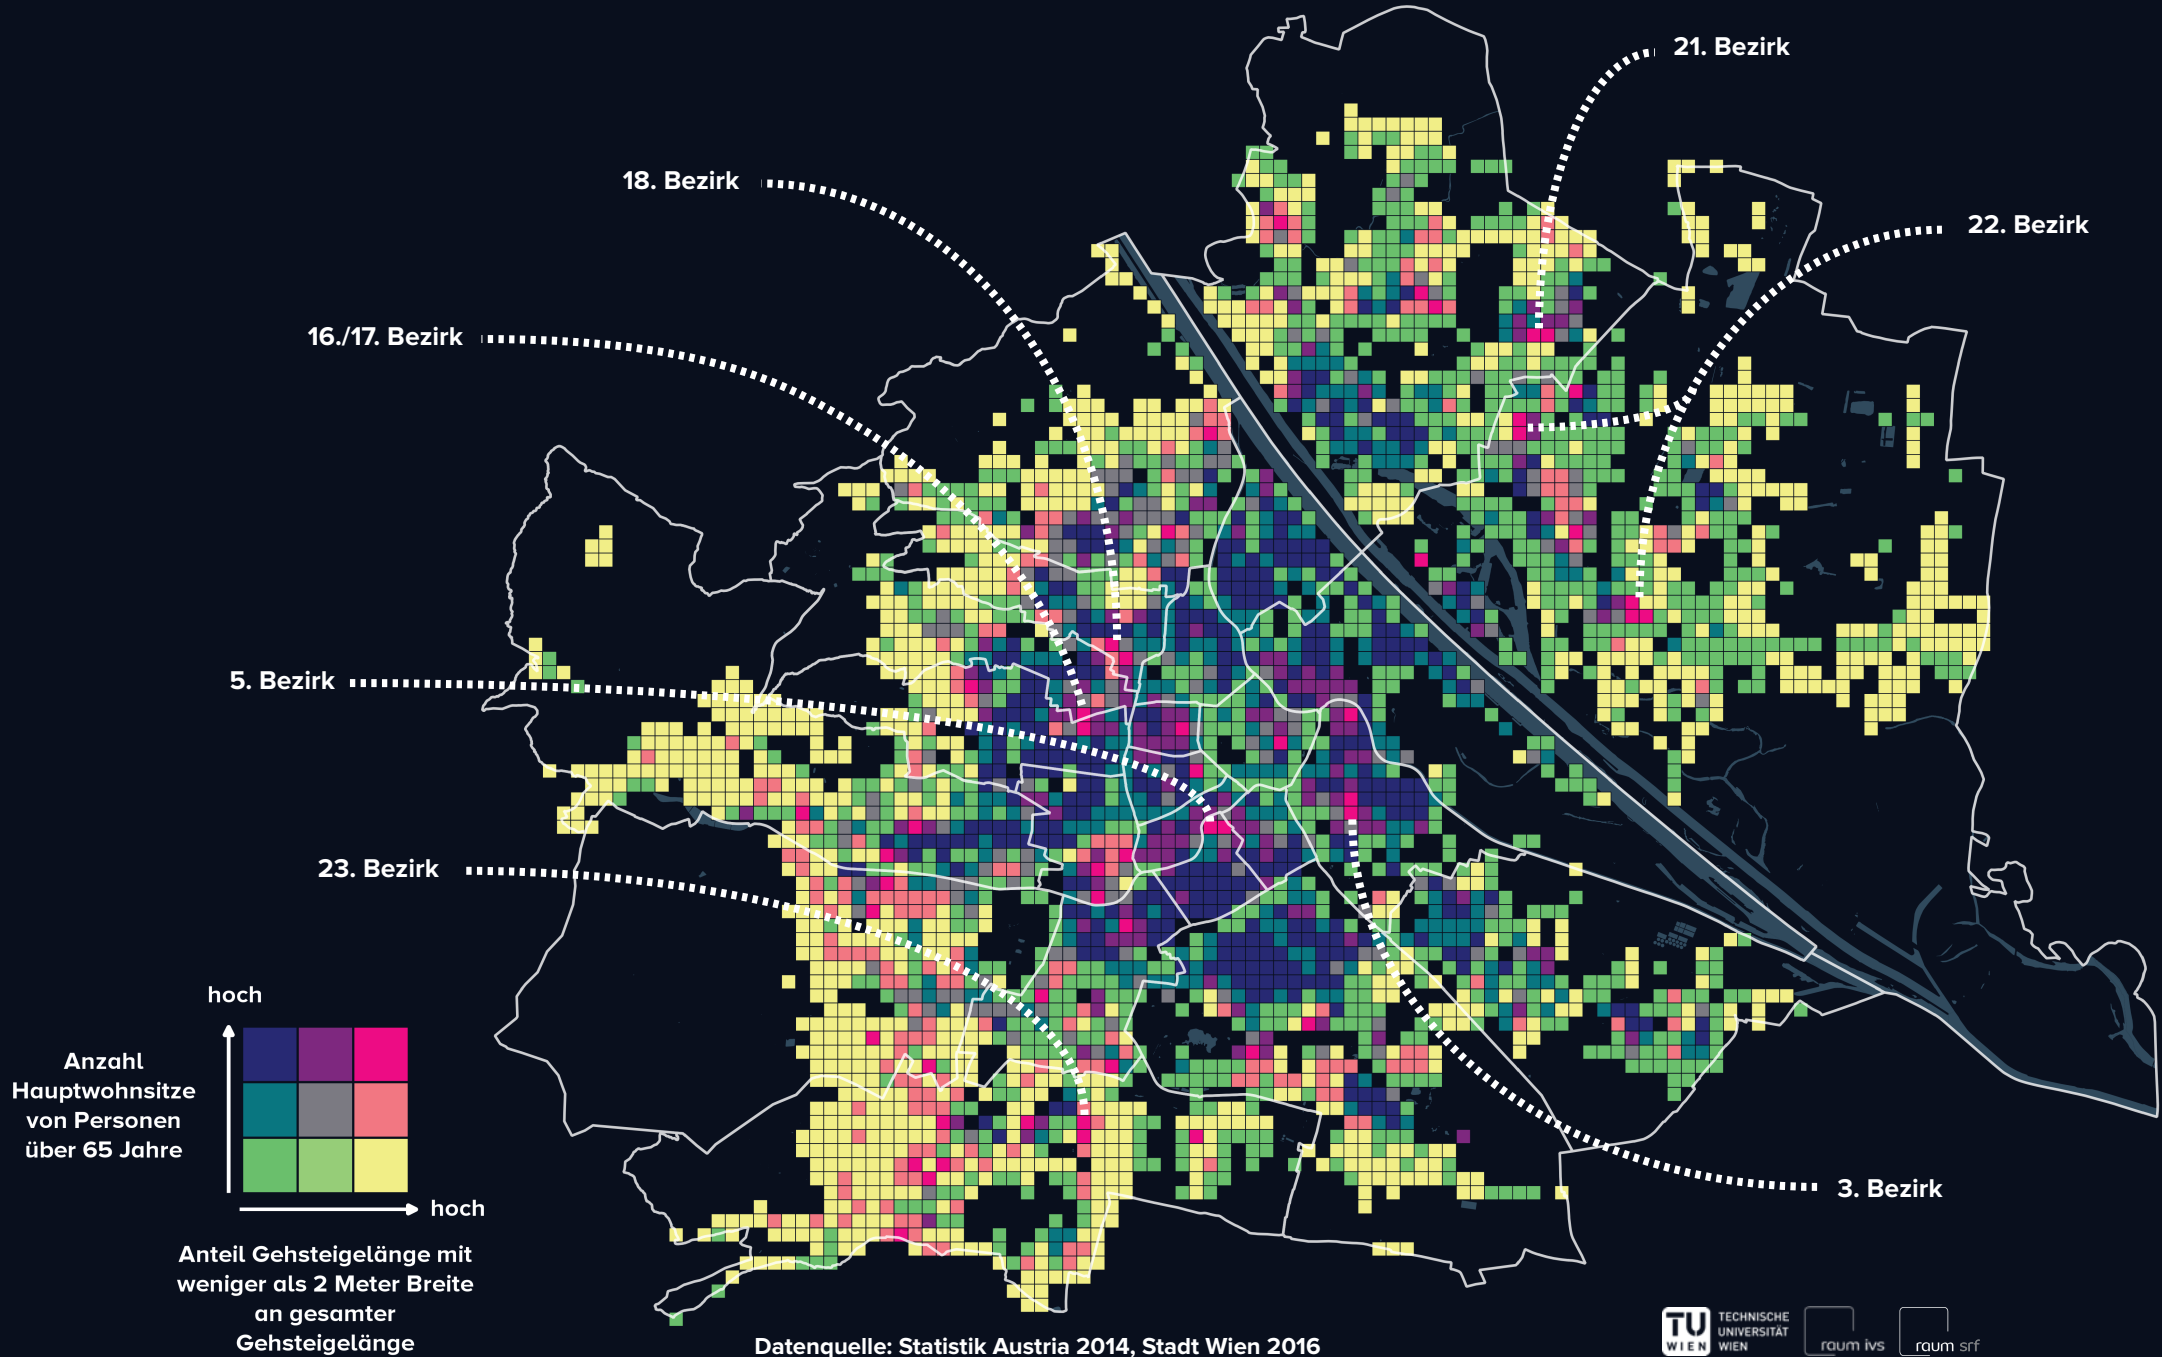 21. Bezirk
18. Bezirk
22. Bezirk
16./17. Bezirk
5. Bezirk
23. Bezirk
3. Bezirk
hoch
Anzahl
Hauptwohnsitze
von Personen
über 65 Jahre
hoch
Anteil Gehsteigelänge mit
weniger als 2 Meter Breite
an gesamter
Gehsteigelänge
Datenquelle: Statistik Austria 2014, Stadt Wien 2016
TU
WIEN
TECHNISCHE
UNIVERSITÄT
WIEN
raum ivs
raum srf